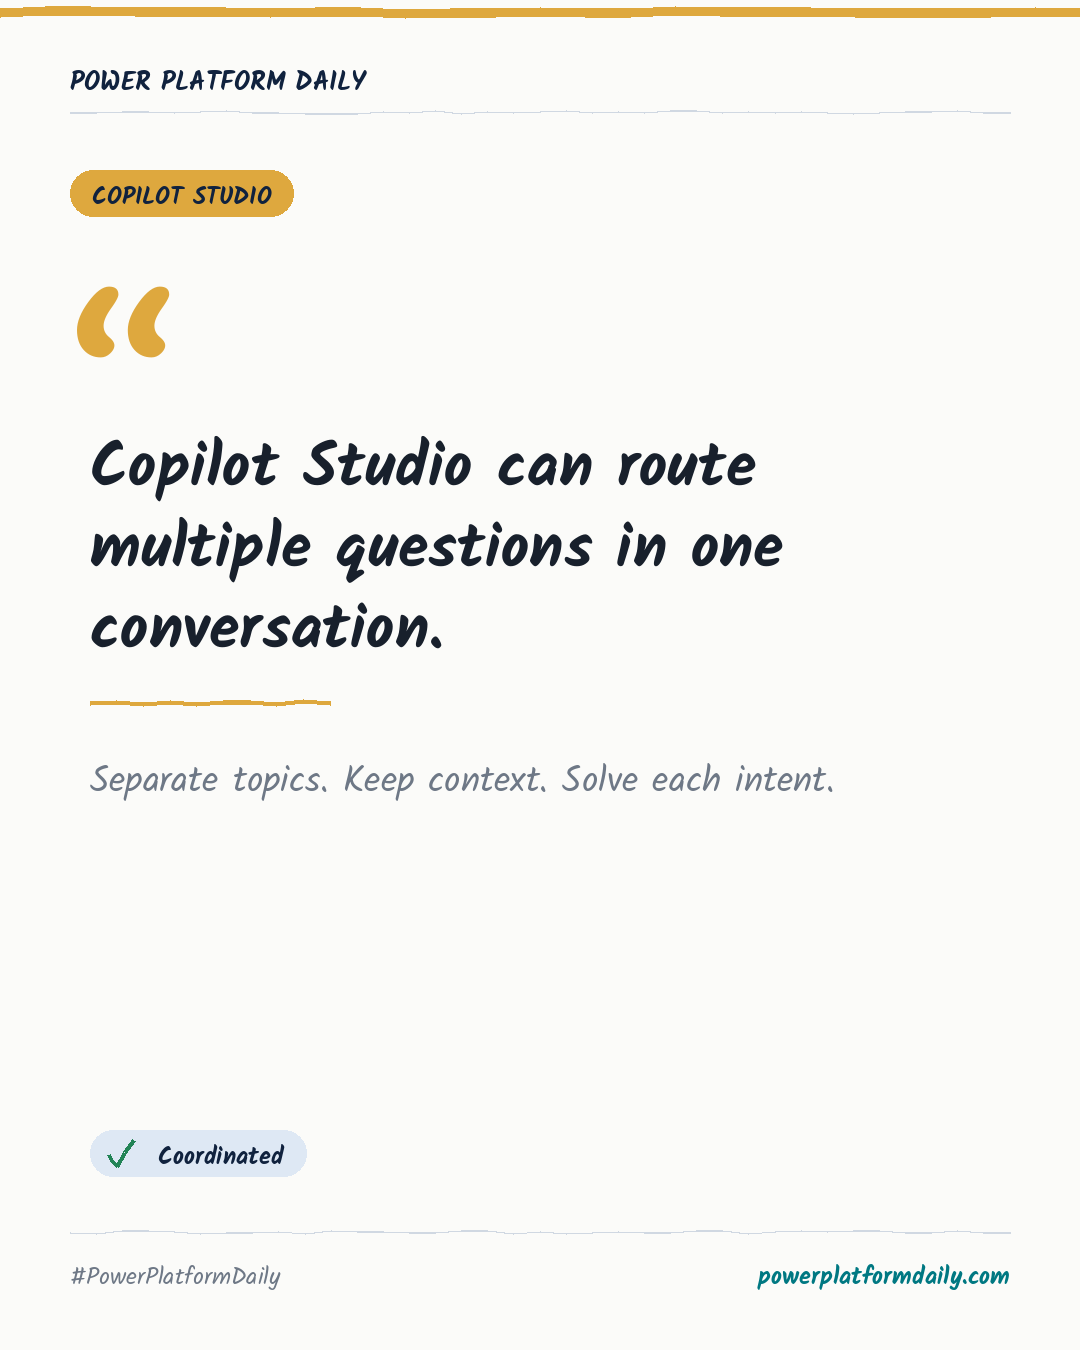 POWER PLATFORM DAILY
COPILOT STUDIO
“
Copilot Studio can route
multiple questions in one
conversation.
Separate topics. Keep context. Solve each intent.
✓ Coordinated
#PowerPlatformDaily
powerplatformdaily.com